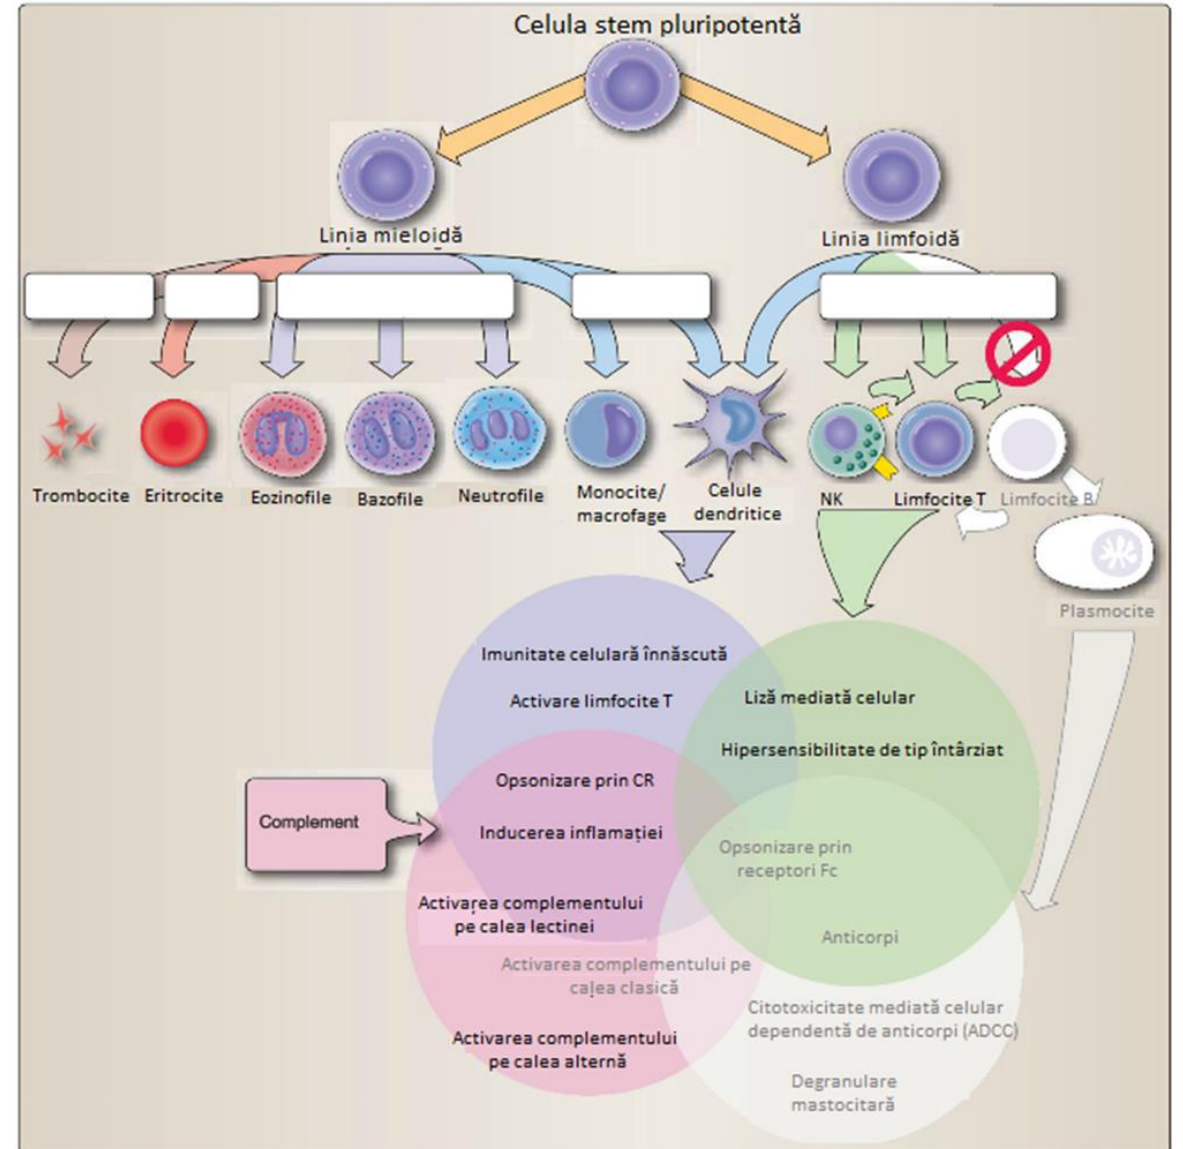 Celula stem pluripotentă
Linia mieloidă
Linia limfoidă
Trombocite
Eritrocite
Eozinofile
Bazofile
Neutrofile
Monocite/
macrofage
Celule
dendritice
NK
Limfocite T
Limfocite B
Plasmocite
Imunitate celulară înnăscută
Activare limfocite T
Liză mediată celular
Hipersensibilitate de tip întârziat
Opsonizare prin CR
Inducerea inflamației
Complement
Opsonizare prin
receptori Fc
Activarea complementului
pe calea lectinei
Anticorpi
Activarea complementului pe
calea clasică
Citotoxicitate mediată celular
dependentă de anticorpi (ADCC)
Activarea complementului
pe calea alternă
Degranulare
mastocitară